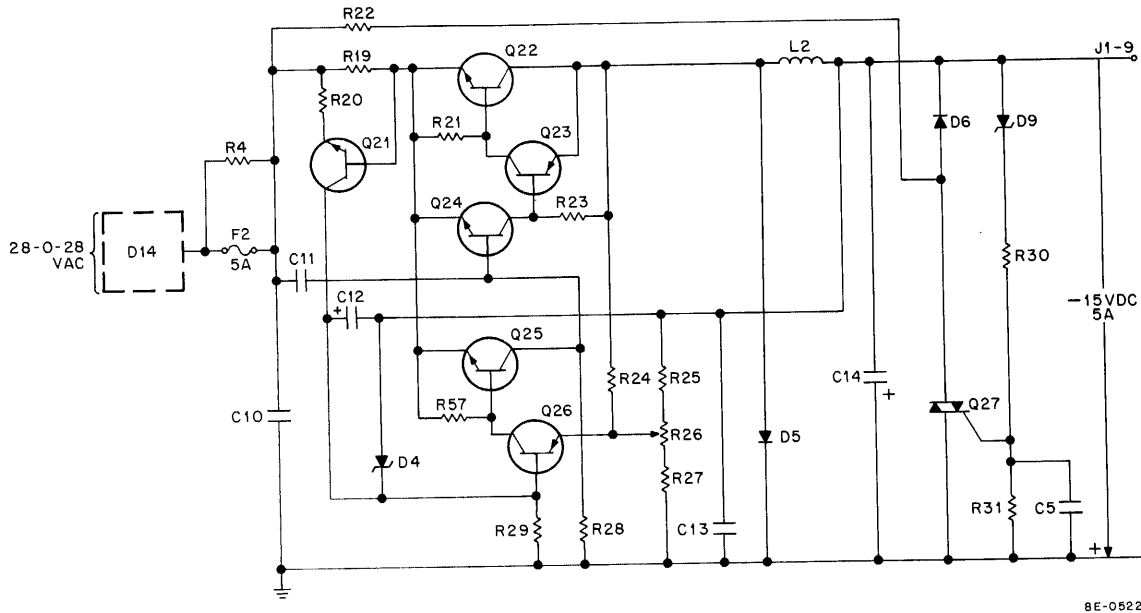 R22
J1-9
Q22
L2
R19
R20
R21
Q23
D6
D9
Q21
R4
Q24
R23
28-0-28
VAC
D14
F2
5A
C11
R30
C12
+
-15VDC
5A
Q25
R24
R25
C14
+
Q27
C10
R57
Q26
R26
D5
D4
R27
R29
R28
C13
R31
C5
+
8E-0522